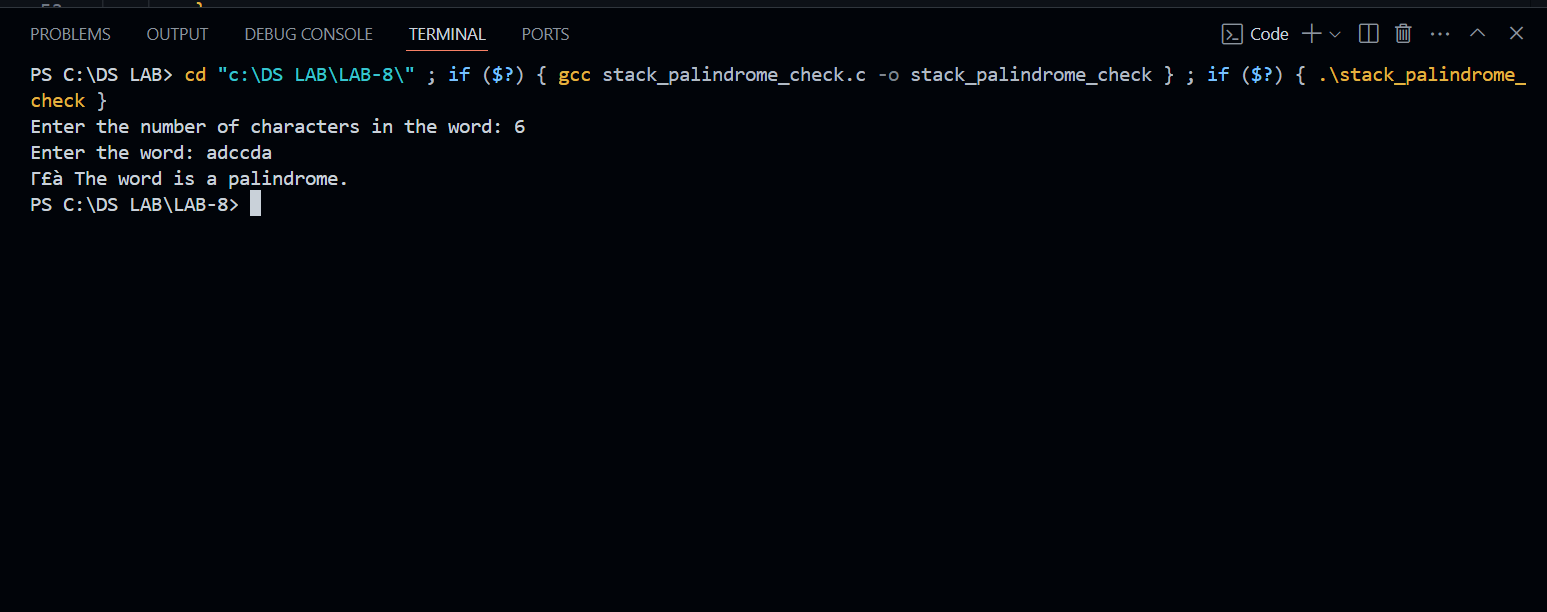 PROBLEMS OUTPUT DEBUG CONSOLE TERMINAL PORTS Code
PS C:\DS LAB> cd "c:\DS LAB\LAB-8\" ; if ($?) { gcc stack_palindrome_check.c -o stack_palindrome_check } ; if ($?) { .\stack_palindrome_
check }
Enter the number of characters in the word: 6
Enter the word: adccda
Γ£à The word is a palindrome.
PS C:\DS LAB\LAB-8>